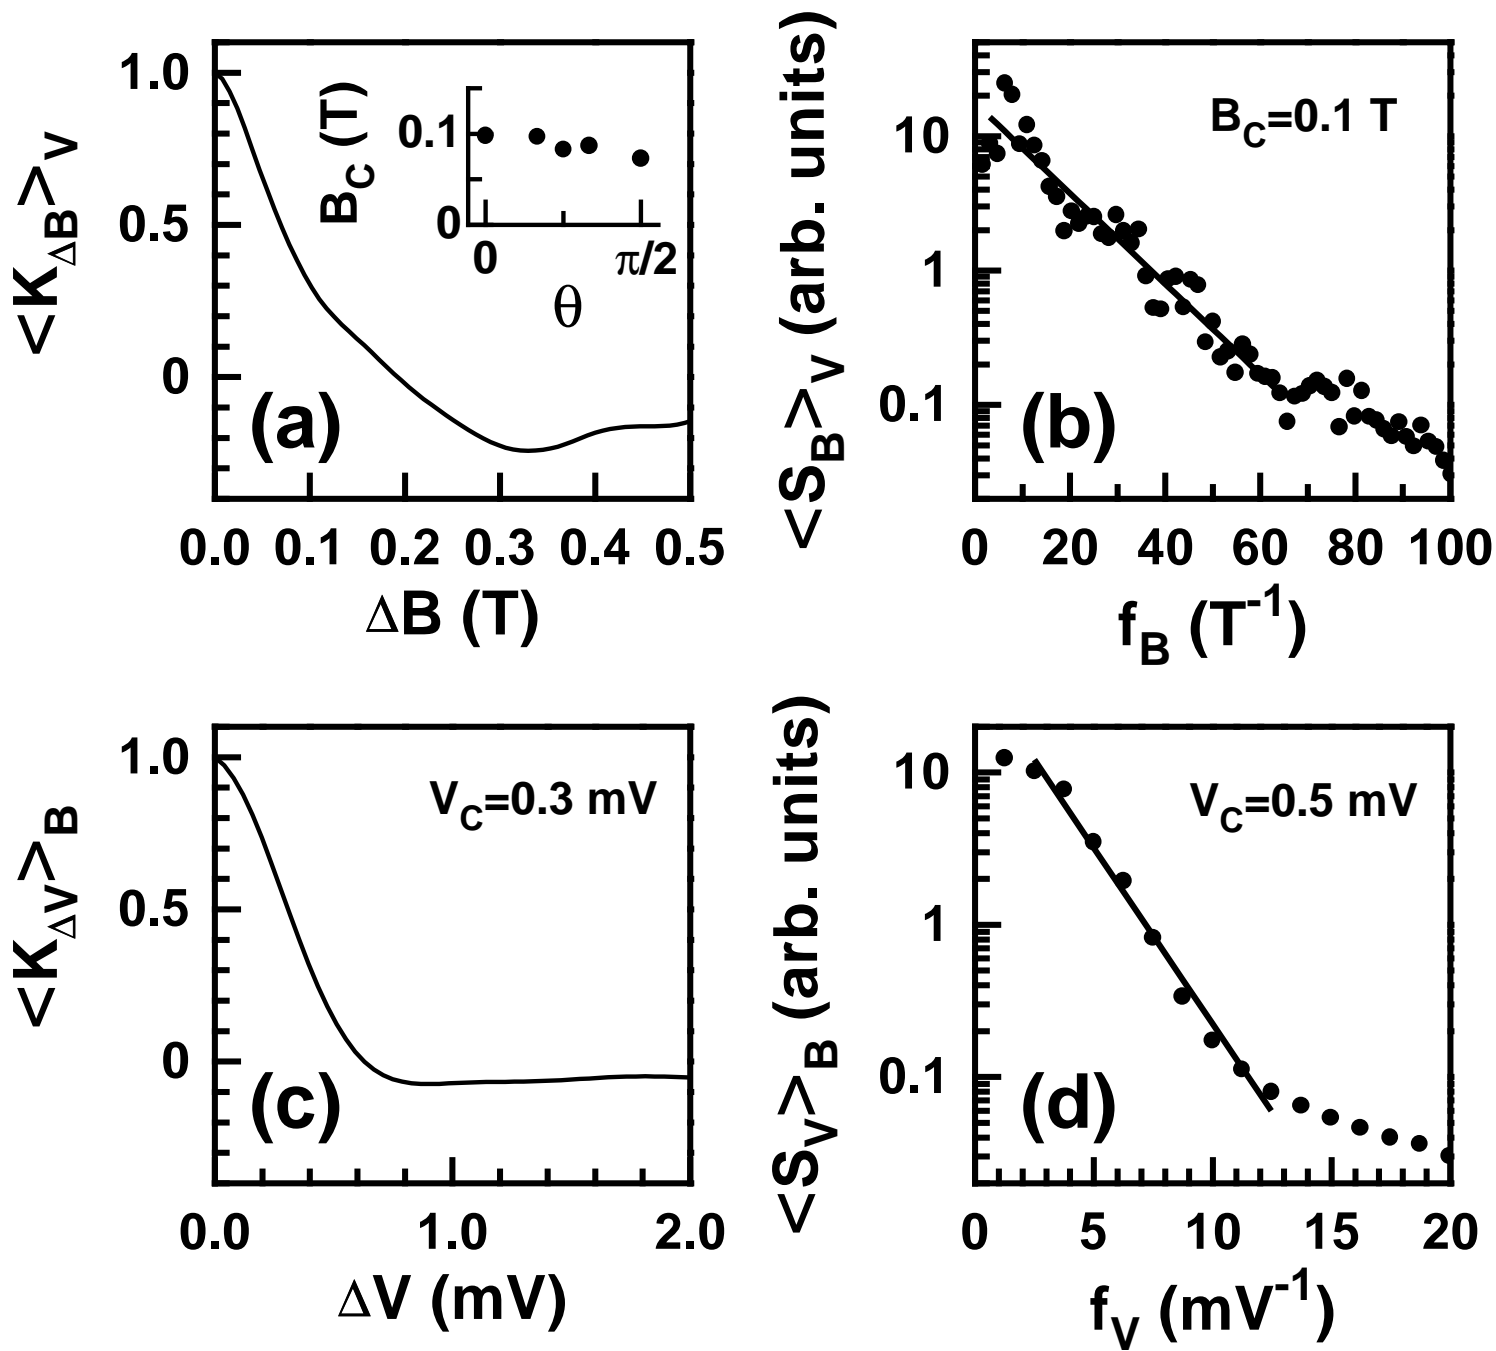 <K_ΔB>_V
1.0
0.5
0
B_C (T)
0.1
0
0
π/2
θ
(a)
0.0 0.1 0.2 0.3 0.4 0.5
ΔB (T)
<S_B>_V (arb. units)
10
1
0.1
B_C=0.1 T
(b)
0 20 40 60 80 100
f_B (T^-1)
<K_ΔV>_B
1.0
0.5
0
V_C=0.3 mV
(c)
0.0 1.0 2.0
ΔV (mV)
<S_V>_B (arb. units)
10
1
0.1
V_C=0.5 mV
(d)
0 5 10 15 20
f_V (mV^-1)